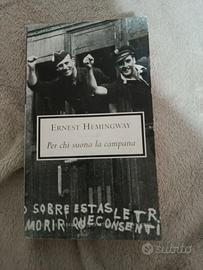 ERNEST HEMINGWAY
Per chi suona la campana
SOBRE ESTAS LETR
MORIR QUE CONSENTI
subito